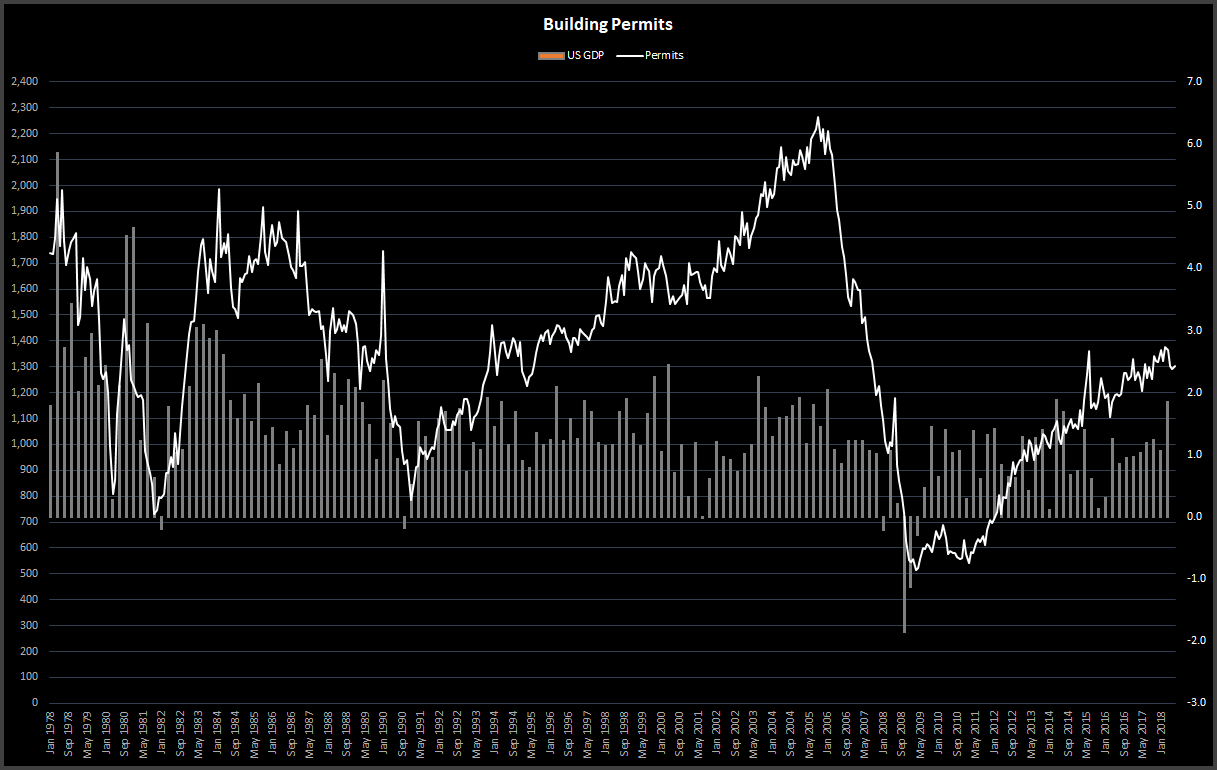 Building Permits
US GDP Permits
2,400
2,300
2,200
2,100
2,000
1,900
1,800
1,700
1,600
1,500
1,400
1,300
1,200
1,100
1,000
900
800
700
600
500
400
300
200
100
0
7.0
6.0
5.0
4.0
3.0
2.0
1.0
0.0
-1.0
-2.0
-3.0
Jan 1978
Sep 1978
May 1979
Jan 1980
Sep 1980
May 1981
Jan 1982
Sep 1982
May 1983
Jan 1984
Sep 1984
May 1985
Jan 1986
Sep 1986
May 1987
Jan 1988
Sep 1988
May 1989
Jan 1990
Sep 1990
May 1991
Jan 1992
Sep 1992
May 1993
Jan 1994
Sep 1994
May 1995
Jan 1996
Sep 1996
May 1997
Jan 1998
Sep 1998
May 1999
Jan 2000
Sep 2000
May 2001
Jan 2002
Sep 2002
May 2003
Jan 2004
Sep 2004
May 2005
Jan 2006
Sep 2006
May 2007
Jan 2008
Sep 2008
May 2009
Jan 2010
Sep 2010
May 2011
Jan 2012
Sep 2012
May 2013
Jan 2014
Sep 2014
May 2015
Jan 2016
Sep 2016
May 2017
Jan 2018